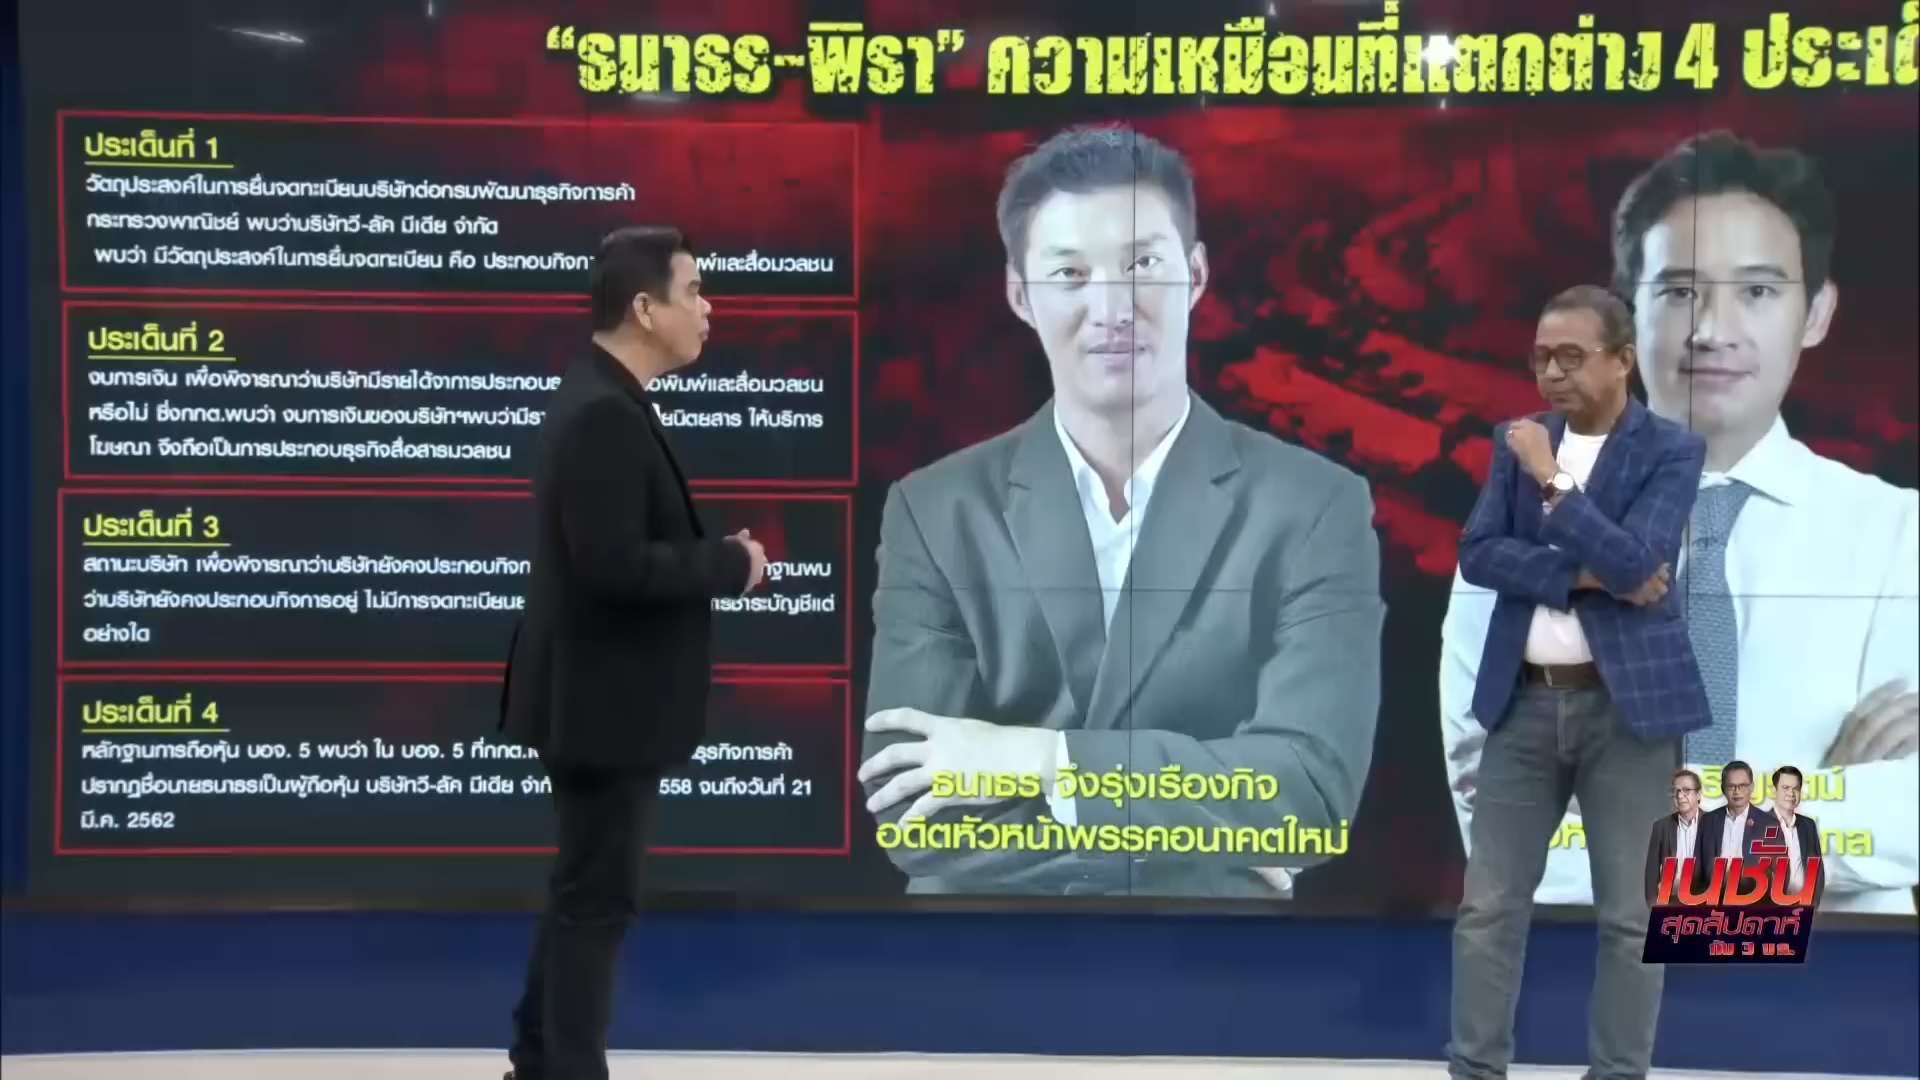 “ธนาธร-พิธา” ความเหมือนที่แตกต่าง 4
ประเด็นที่ 1
วัตถุประสงค์ในการยื่นจดทะเบียนบริษัทต่อกรมพัฒนาธุรกิจการค้า
กระทรวงพาณิชย์ พบว่าบริษัทวี-ลัค มีเดีย จำกัด
พบว่า มีวัตถุประสงค์ในการยื่นจดทะเบียน คือ ประกอบกิจกา พ์และสื่อมวลชน
ประเด็นที่ 2
งบการเงิน เพื่อพิจารณาว่าบริษัทมีรายได้จาการประกอบธ อพิมพ์และสื่อมวลชน
หรือไม่ ซึ่งกกต.พบว่า งบการเงินของบริษัทฯพบว่ามีรา ยนิตยสาร ให้บริการ
โฆษณา จึงถือเป็นการประกอบธุรกิจสื่อสารมวลชน
ประเด็นที่ 3
สถานะบริษัท เพื่อพิจารณาว่าบริษัทยังคงประกอบกิจก ฐานพบ
ว่าบริษัทยังคงประกอบกิจการอยู่ ไม่มีการจดทะเบียน ารชำระบัญชีแต่
อย่างใด
ประเด็นที่ 4
หลักฐานการถือหุ้น บอจ. 5 พบว่า ใน บอจ. 5 ที่กกต. ธุรกิจการค้า
ปรากฏชื่อนายธนาธรเป็นผู้ถือหุ้น บริษัทวี-ลัค มีเดีย จำก 558 จนถึงวันที่ 21
มี.ค. 2562
ธนาธร จึงรุ่งเรืองกิจ
อดีตหัวหน้าพรรคอนาคตใหม่
เนชั่น
สุดสัปดาห์
กับ 3 บก.